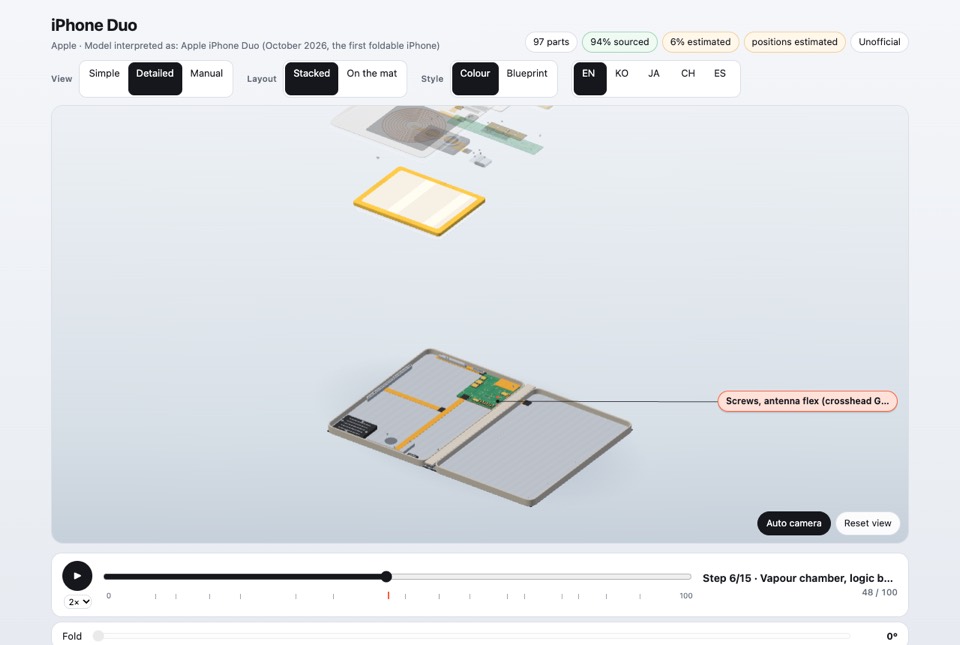 iPhone Duo
Apple · Model interpreted as: Apple iPhone Duo (October 2026, the first foldable iPhone)
97 parts
94% sourced
6% estimated
positions estimated
Unofficial
View
Simple
Detailed
Manual
Layout
Stacked
On the mat
Style
Colour
Blueprint
EN
KO
JA
CH
ES
Screws, antenna flex (crosshead G...
Auto camera
Reset view
Step 6/15 · Vapour chamber, logic b...
2×
0
100
48 / 100
Fold
0°